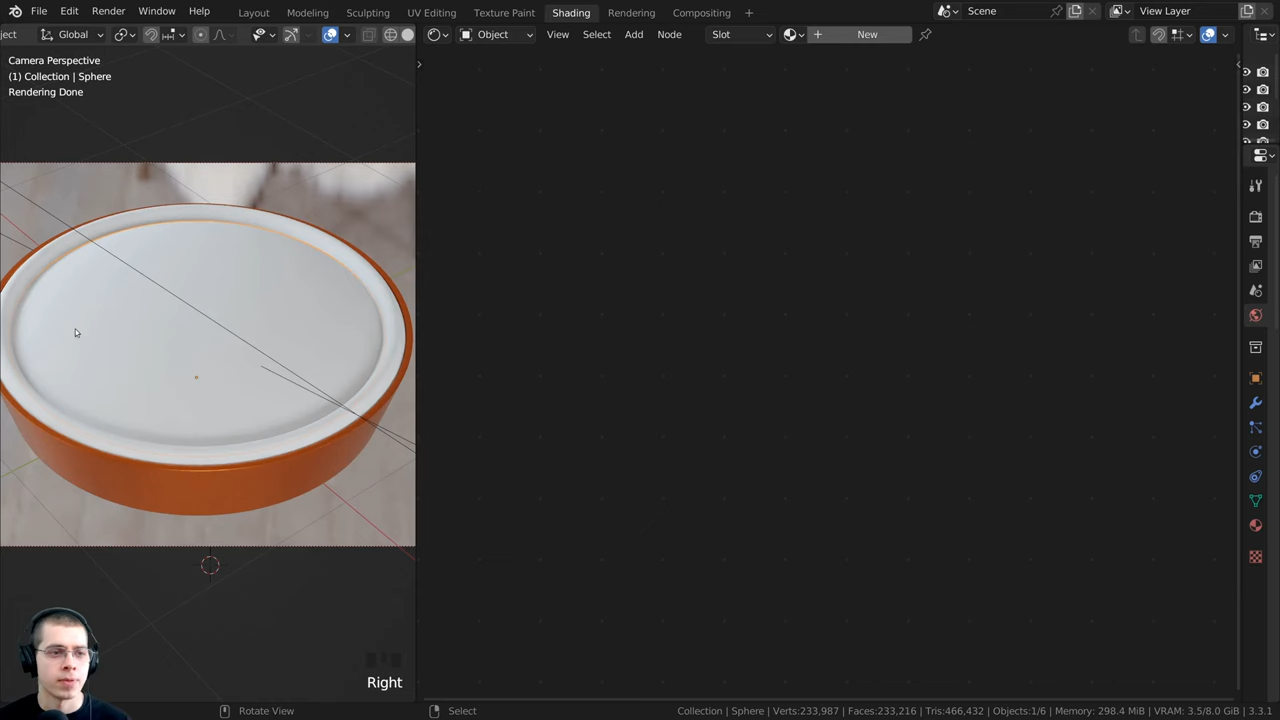 File Edit Render Window Help Layout Modeling Sculpting UV Editing Texture Paint Shading Rendering Compositing + Scene View Layer
ject Global Object View Select Add Node Slot New
Camera Perspective
(1) Collection | Sphere
Rendering Done
Right
Rotate View Select Collection | Sphere | Verts:233,987 | Faces:233,216 | Tris:466,432 | Objects:1/6 | Memory: 298.4 MiB | VRAM: 3.5/8.0 GiB | 3.3.1